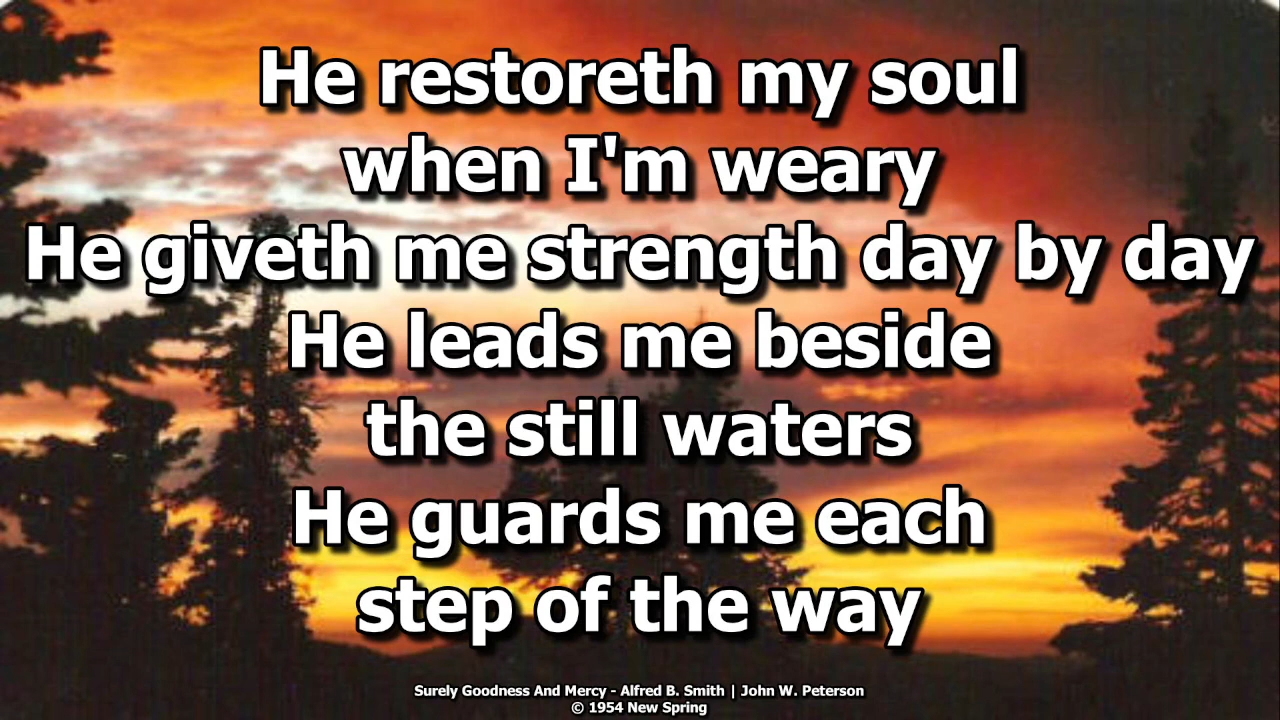 He restoreth my soul
when I'm weary
He giveth me strength day by day
He leads me beside
the still waters
He guards me each
step of the way
Surely Goodness And Mercy - Alfred B. Smith | John W. Peterson
© 1954 New Spring